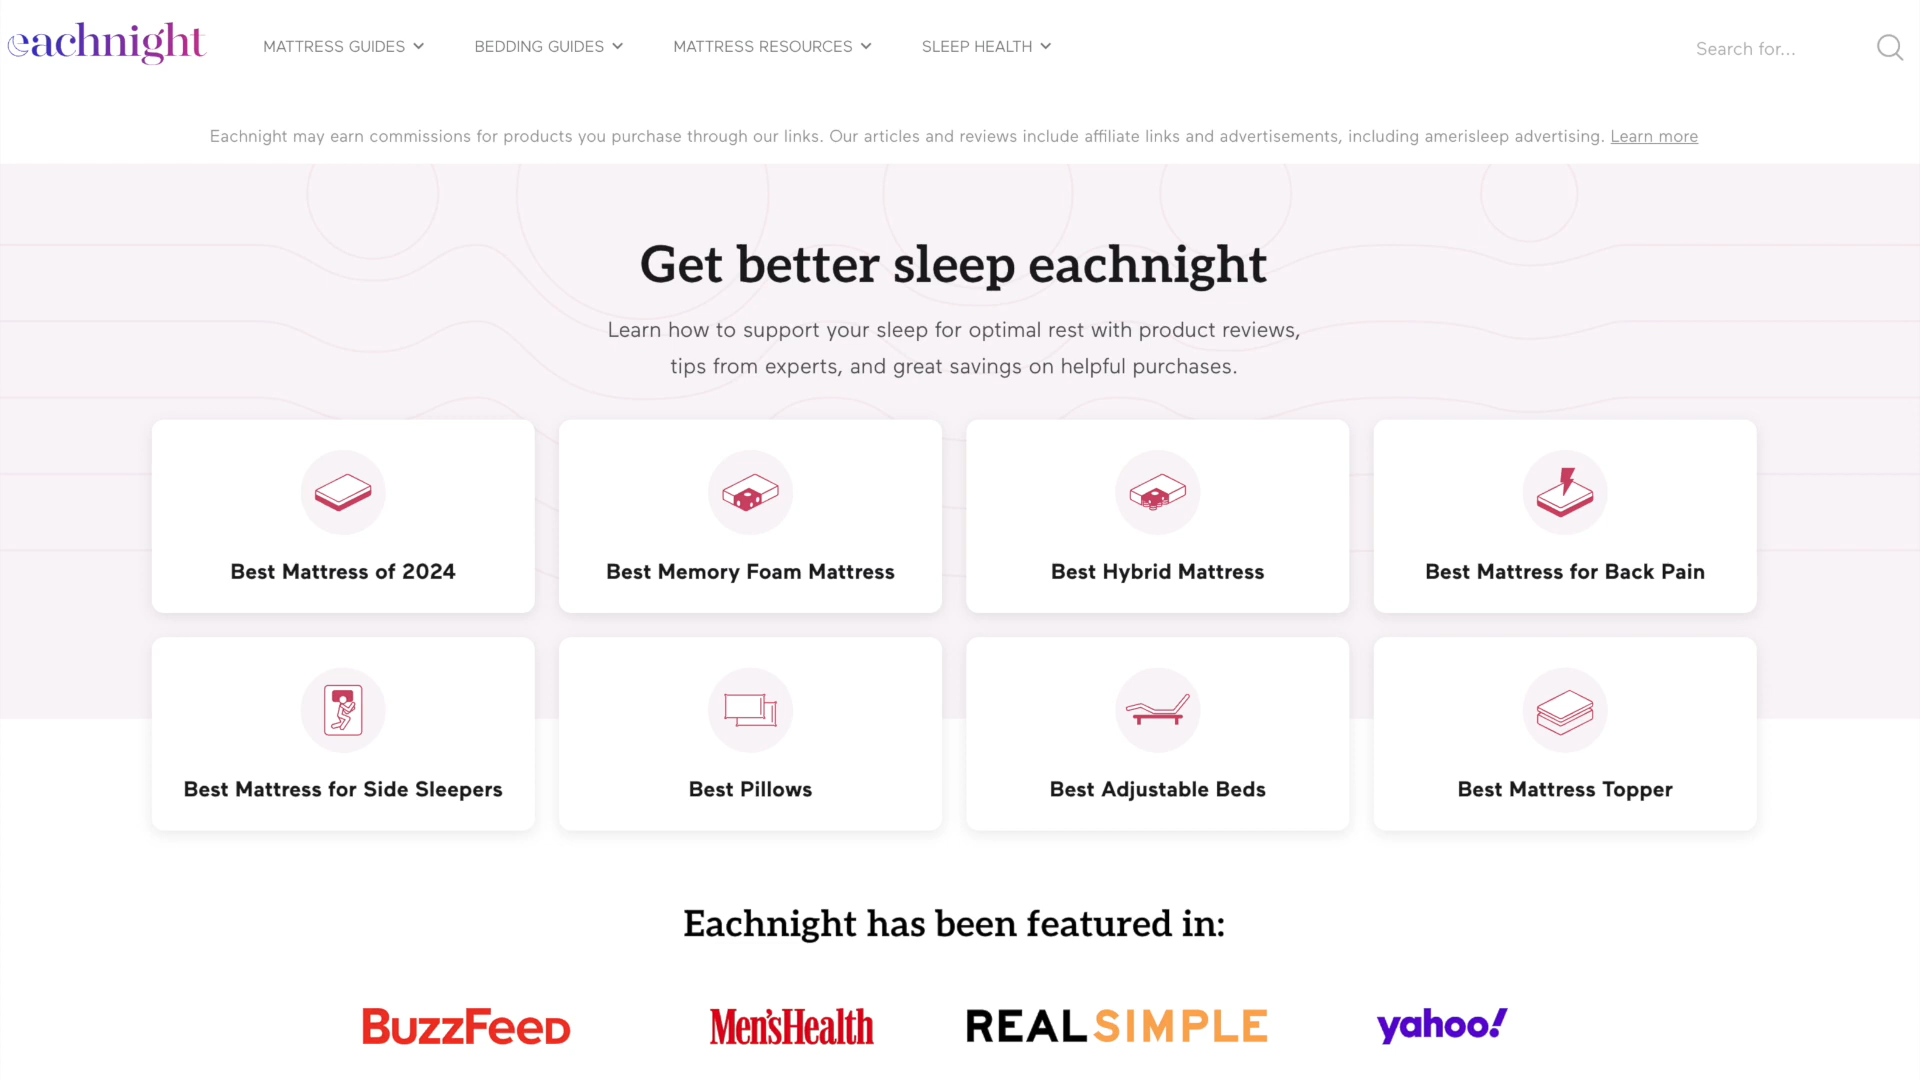 eachnight
MATTRESS GUIDES
BEDDING GUIDES
MATTRESS RESOURCES
SLEEP HEALTH
Search for...
Eachnight may earn commissions for products you purchase through our links. Our articles and reviews include affiliate links and advertisements, including amerisleep advertising. Learn more
Get better sleep eachnight
Learn how to support your sleep for optimal rest with product reviews,
tips from experts, and great savings on helpful purchases.
Best Mattress of 2024
Best Memory Foam Mattress
Best Hybrid Mattress
Best Mattress for Back Pain
Best Mattress for Side Sleepers
Best Pillows
Best Adjustable Beds
Best Mattress Topper
Eachnight has been featured in:
BuzzFeed
Men'sHealth
REAL SIMPLE
yahoo!